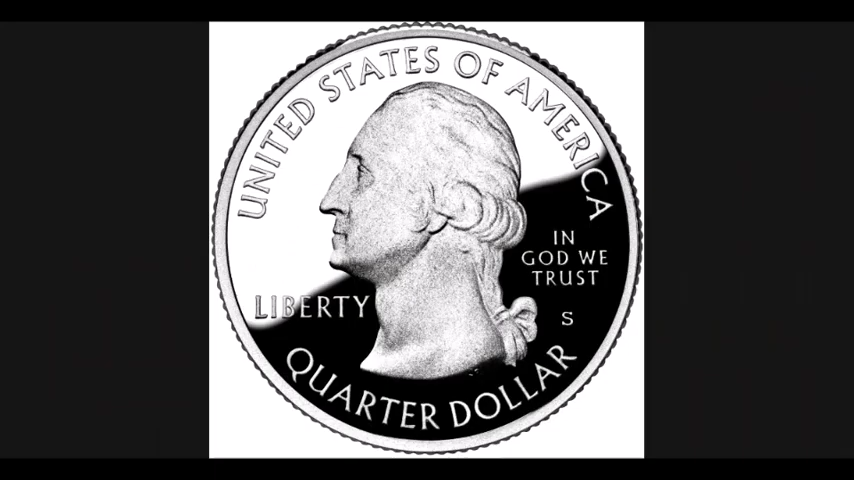 UNITED STATES OF AMERICA
LIBERTY
IN
GOD WE
TRUST
S
QUARTER DOLLAR